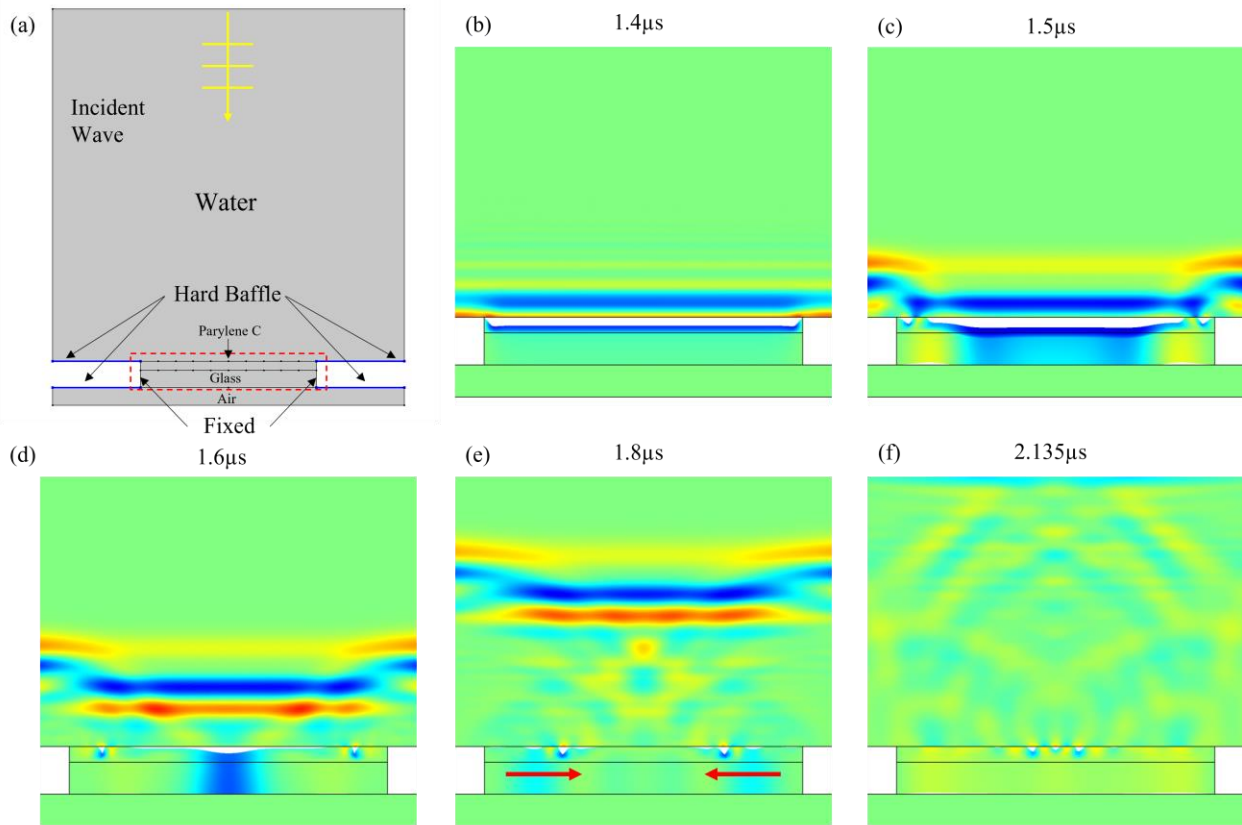 (a)
Incident
Wave
Water
Hard Baffle
Parylene C
Glass
Air
Fixed
(b)
1.4µs
(c)
1.5µs
(d)
1.6µs
(e)
1.8µs
(f)
2.135µs